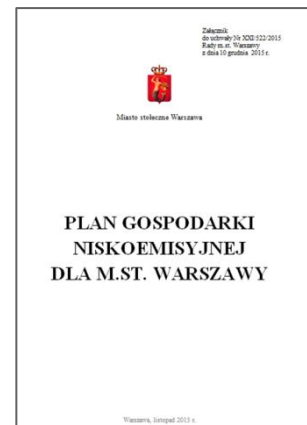 Załącznik
do uchwały Nr XXI/522/2015
Rady m.st. Warszawy
z dnia 10 grudnia 2015 r.
Miasto stołeczne Warszawa
PLAN GOSPODARKI
NISKOEMISYJNEJ
DLA M.ST. WARSZAWY
Warszawa, listopad 2015 r.